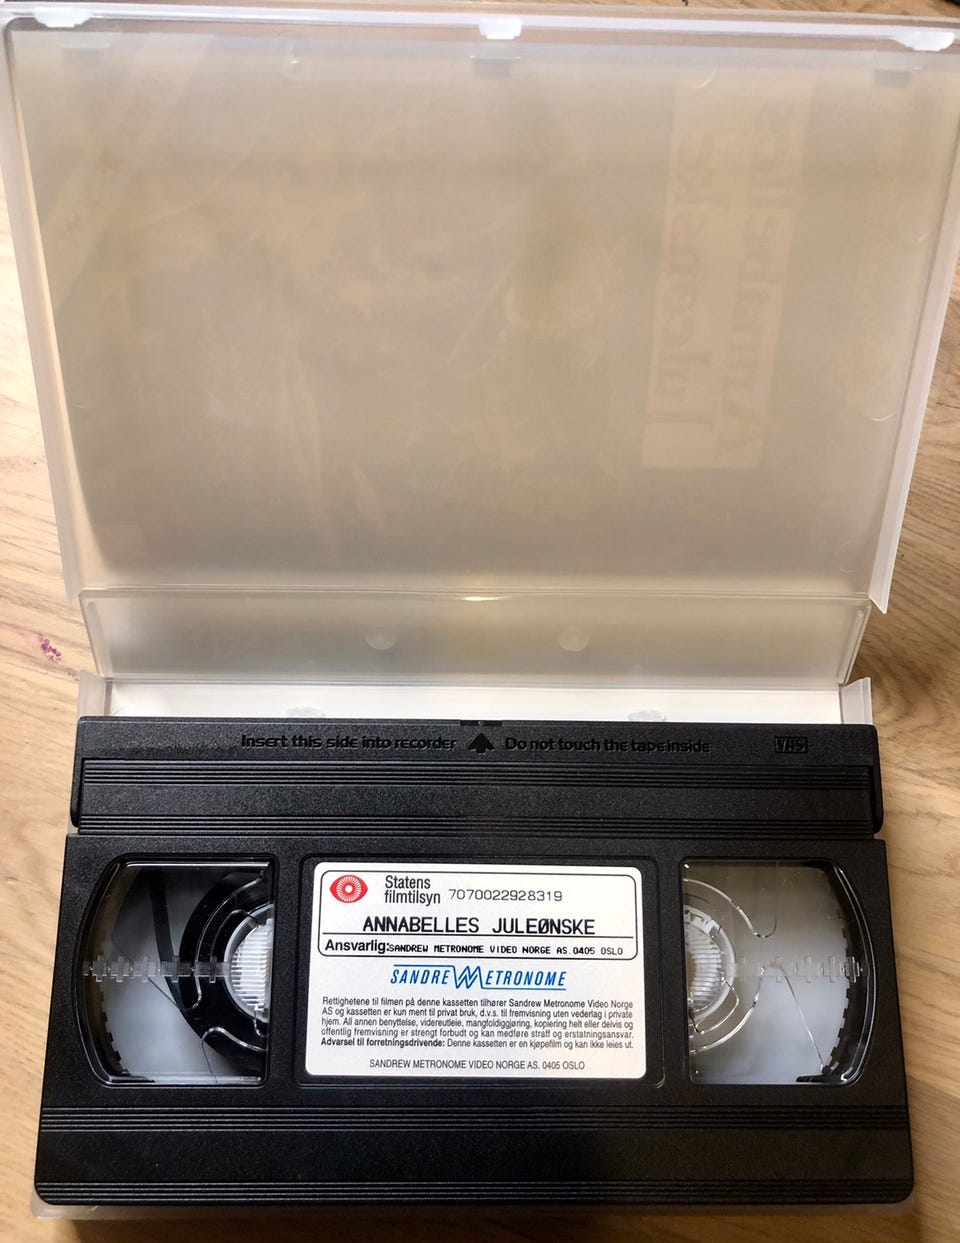 Juleønske
Annabelles
Insert this side into recorder Do not touch the tape inside VHS
Statens
filmtilsyn 7070022928319
ANNABELLES JULEØNSKE
Ansvarlig:SANDREW METRONOME VIDEO NORGE AS.0405 OSLO
SANDREW METRONOME
Rettighetene til filmen på denne kassetten tilhører Sandrew Metronome Video Norge
AS og kassetten er kun ment til privat bruk, d.v.s. til fremvisning uten vederlag i private
hjem. All annen benyttelse, videreutleie, mangfoldiggjøring, kopiering helt eller delvis og
offentlig fremvisning er strengt forbudt og kan medføre straff og erstatningsansvar.
Advarsel til forretningsdrivende: Denne kassetten er en kjøpefilm og kan ikke leies ut.
SANDREW METRONOME VIDEO NORGE AS. 0405 OSLO